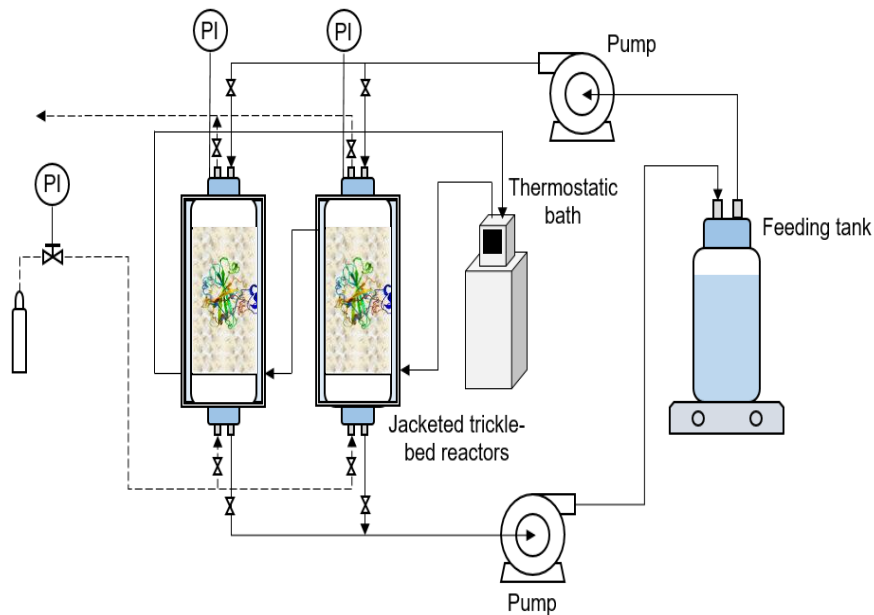 PI
PI
Pump
PI
Thermostatic
bath
Feeding tank
Jacketed trickle-
bed reactors
Pump